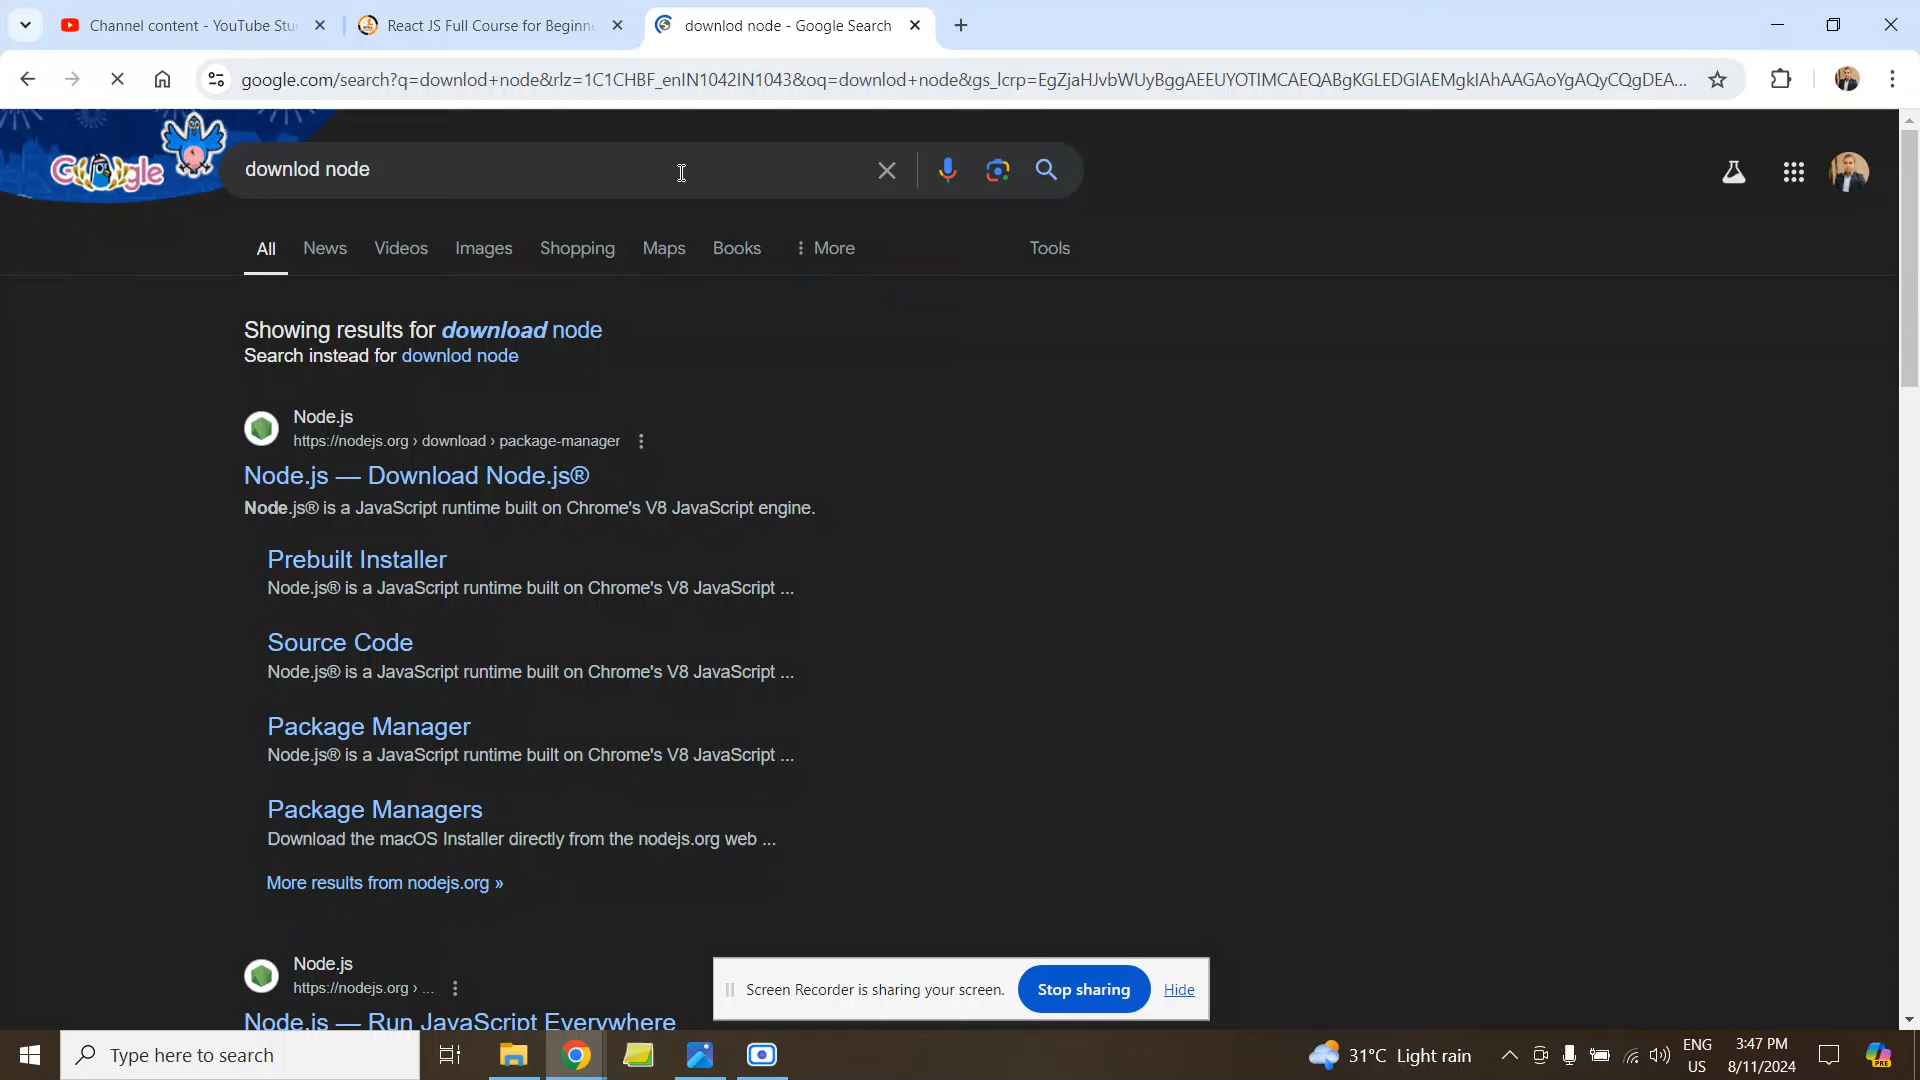 Channel content - YouTube Stu
React JS Full Course for Beginn
downlod node - Google Search
google.com/search?q=downlod+node&rlz=1C1CHBF_enIN1042IN1043&oq=downlod+node&gs_lcrp=EgZjaHJvbWUyBggAEEUYOTIMCAEQABgKGLEDGIAEMgkIAhAAGAoYgAQyCQgDEA...
Google
downlod node
All
News
Videos
Images
Shopping
Maps
Books
More
Tools
Showing results for download node
Search instead for downlod node
Node.js
https://nodejs.org › download › package-manager
Node.js — Download Node.js®
Node.js® is a JavaScript runtime built on Chrome's V8 JavaScript engine.
Prebuilt Installer
Node.js® is a JavaScript runtime built on Chrome's V8 JavaScript ...
Source Code
Node.js® is a JavaScript runtime built on Chrome's V8 JavaScript ...
Package Manager
Node.js® is a JavaScript runtime built on Chrome's V8 JavaScript ...
Package Managers
Download the macOS Installer directly from the nodejs.org web ...
More results from nodejs.org »
Node.js
https://nodejs.org › ...
Node.js — Run JavaScript Everywhere
Screen Recorder is sharing your screen.
Stop sharing
Hide
Type here to search
31°C Light rain
ENG
US
3:47 PM
8/11/2024
PRE